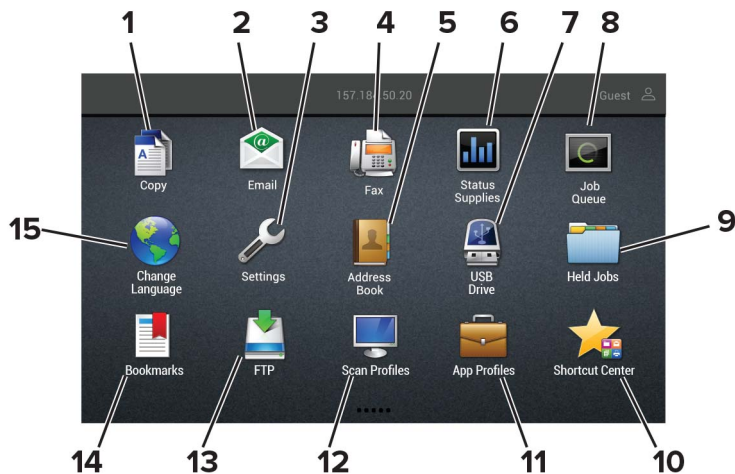 1 2 3 4 5 6 7 8
157.184.50.20 Guest
Copy Email Fax Status Supplies Job Queue
15 9
Change Language Settings Address Book USB Drive Held Jobs
Bookmarks FTP Scan Profiles App Profiles Shortcut Center
14 13 12 11 10